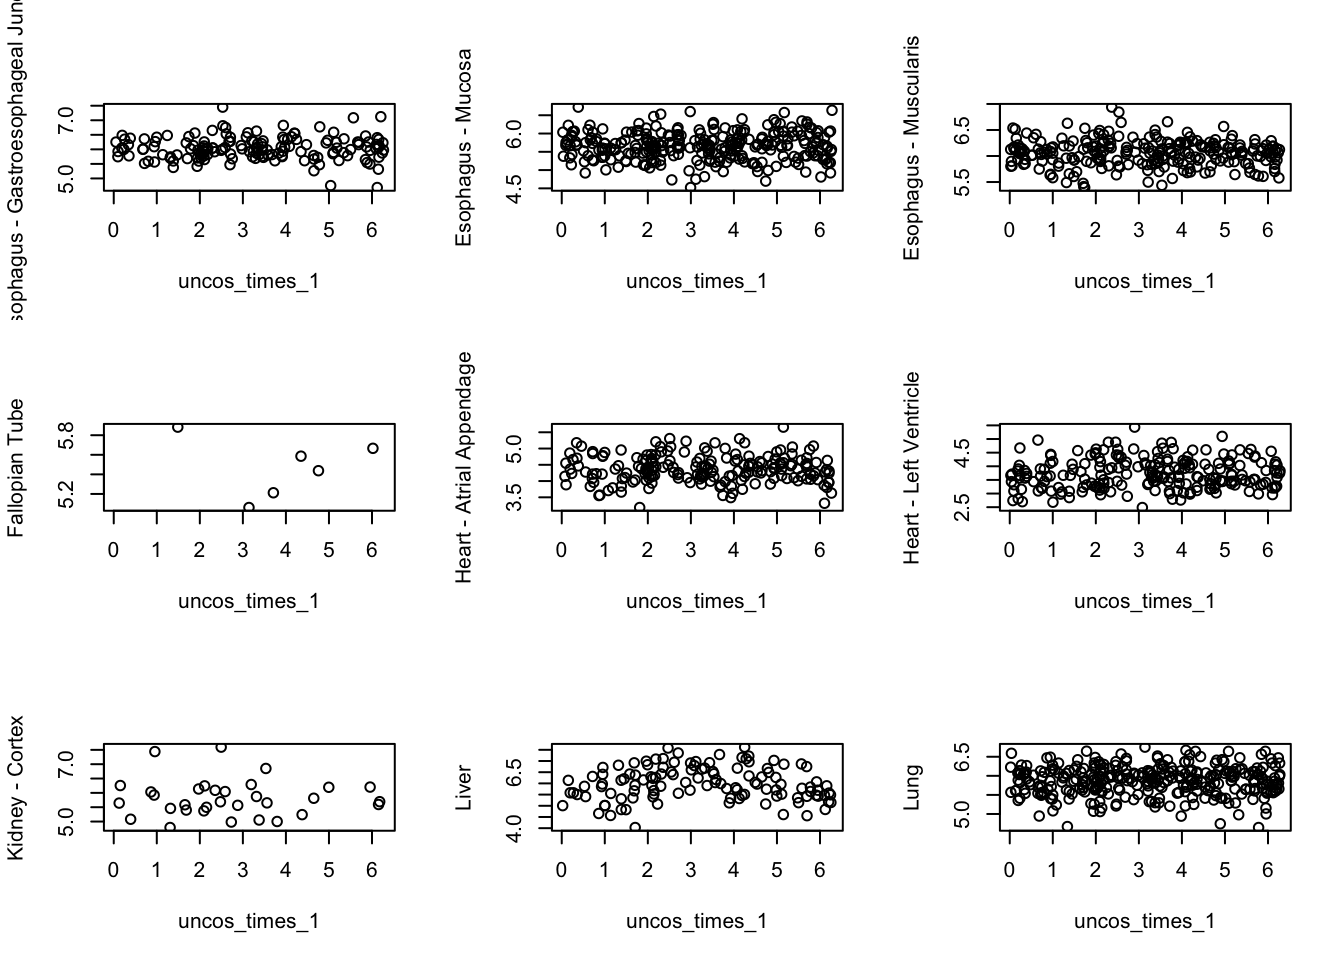 sophagus - Gastroesophageal Junc
7.0
5.0
0 1 2 3 4 5 6
uncos_times_1
Esophagus - Mucosa
6.0
4.5
0 1 2 3 4 5 6
uncos_times_1
Esophagus - Muscularis
6.5
5.5
0 1 2 3 4 5 6
uncos_times_1
Fallopian Tube
5.8
5.2
0 1 2 3 4 5 6
uncos_times_1
Heart - Atrial Appendage
5.0
3.5
0 1 2 3 4 5 6
uncos_times_1
Heart - Left Ventricle
4.5
2.5
0 1 2 3 4 5 6
uncos_times_1
Kidney - Cortex
7.0
5.0
0 1 2 3 4 5 6
uncos_times_1
Liver
6.5
4.0
0 1 2 3 4 5 6
uncos_times_1
Lung
6.5
5.0
0 1 2 3 4 5 6
uncos_times_1